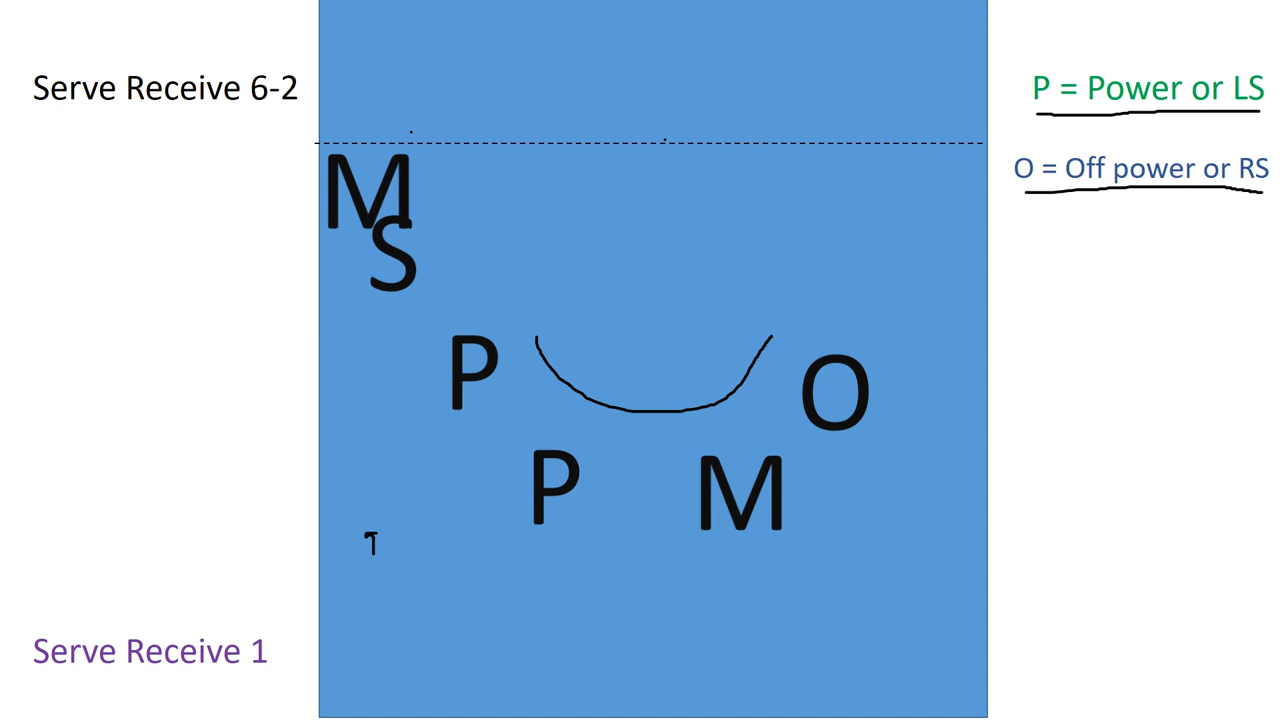 Serve Receive 6-2
P = Power or LS
O = Off power or RS
M
S
P
O
P M
Serve Receive 1